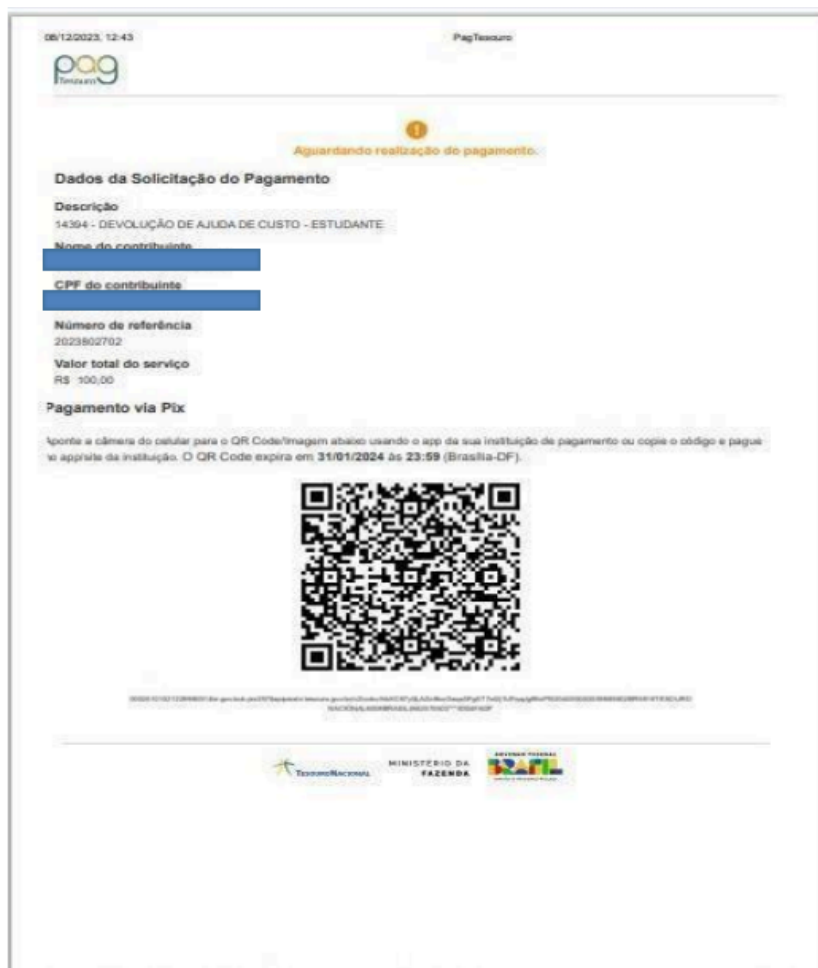 08/12/2023, 12:43 PagTesouro
pag
Tesouro
Aguardando realização do pagamento.
Dados da Solicitação do Pagamento
Descrição
14394 - DEVOLUÇÃO DE AJUDA DE CUSTO - ESTUDANTE
Nome do contribuinte
CPF do contribuinte
Número de referência
2023802702
Valor total do serviço
R$ 100,00
Pagamento via Pix
Aponte a câmera do celular para o QR Code/Imagem abaixo usando o app da sua instituição de pagamento ou copie o código e pague
no app/site da instituição. O QR Code expira em 31/01/2024 às 23:59 (Brasília-DF).
TESOURONACIONAL
MINISTÉRIO DA
FAZENDA
GOVERNO FEDERAL
BRASIL